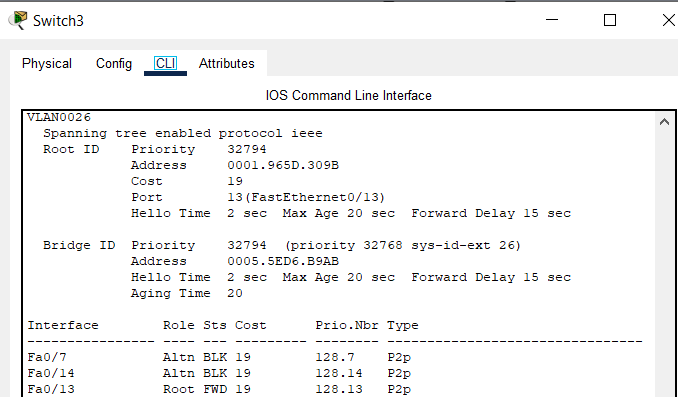 Switch3
Physical Config CLI Attributes
IOS Command Line Interface
VLAN0026
Spanning tree enabled protocol ieee
Root ID Priority 32794
Address 0001.965D.309B
Cost 19
Port 13(FastEthernet0/13)
Hello Time 2 sec Max Age 20 sec Forward Delay 15 sec
Bridge ID Priority 32794 (priority 32768 sys-id-ext 26)
Address 0005.5ED6.B9AB
Hello Time 2 sec Max Age 20 sec Forward Delay 15 sec
Aging Time 20
Interface Role Sts Cost Prio.Nbr Type
---------------- ---- --- --------- -------- --------------------------------
Fa0/7 Altn BLK 19 128.7 P2p
Fa0/14 Altn BLK 19 128.14 P2p
Fa0/13 Root FWD 19 128.13 P2p